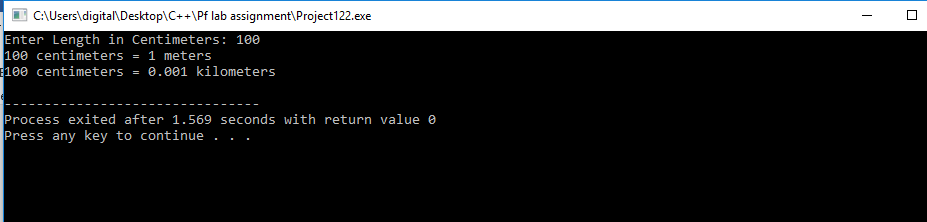 C:\Users\digital\Desktop\C++\Pf lab assignment\Project122.exe
Enter Length in Centimeters: 100
100 centimeters = 1 meters
100 centimeters = 0.001 kilometers
--------------------------------
Process exited after 1.569 seconds with return value 0
Press any key to continue . . .